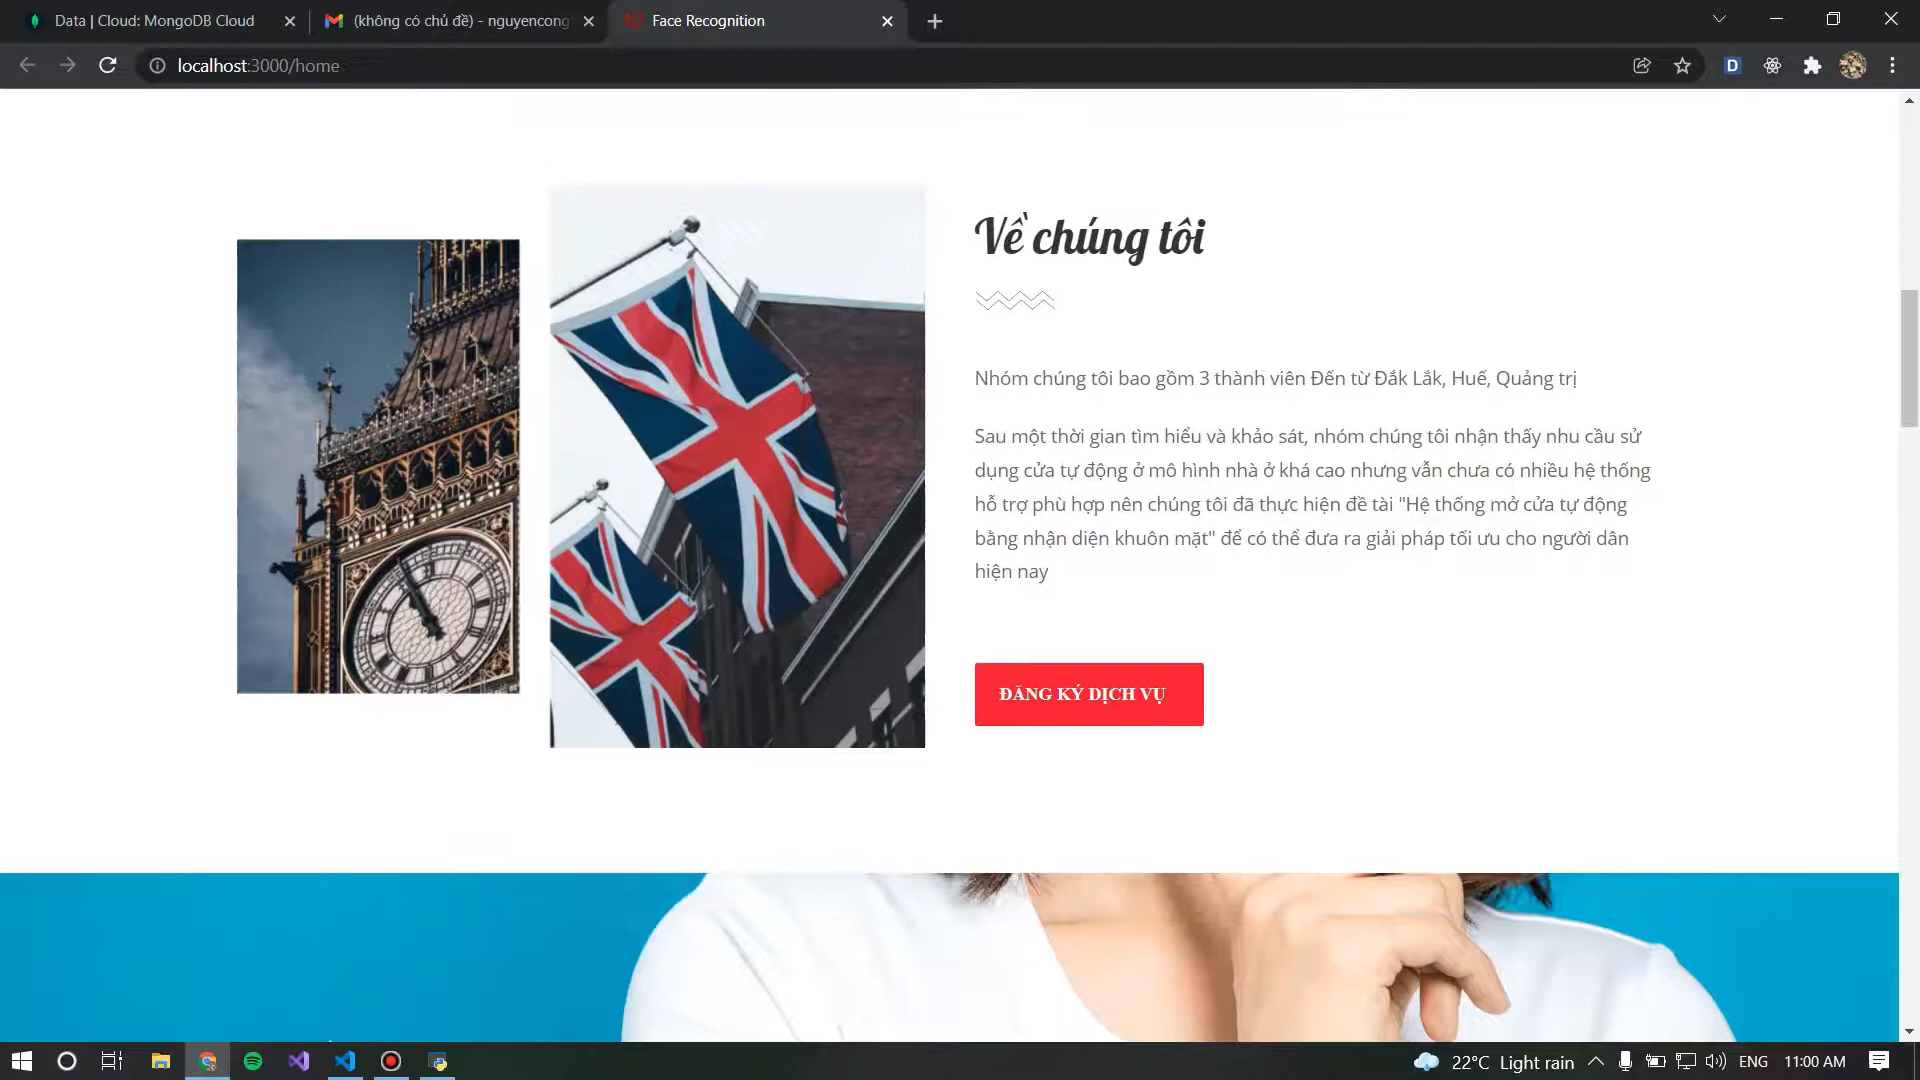 Data | Cloud: MongoDB Cloud
(không có chủ đề) - nguyencong
Face Recognition
localhost:3000/home
Về chúng tôi
Nhóm chúng tôi bao gồm 3 thành viên Đến từ Đắk Lắk, Huế, Quảng trị
Sau một thời gian tìm hiểu và khảo sát, nhóm chúng tôi nhận thấy nhu cầu sử
dụng cửa tự động ở mô hình nhà ở khá cao nhưng vẫn chưa có nhiều hệ thống
hỗ trợ phù hợp nên chúng tôi đã thực hiện đề tài "Hệ thống mở cửa tự động
bằng nhận diện khuôn mặt" để có thể đưa ra giải pháp tối ưu cho người dân
hiện nay
ĐĂNG KÝ DỊCH VỤ
22°C Light rain
ENG
11:00 AM